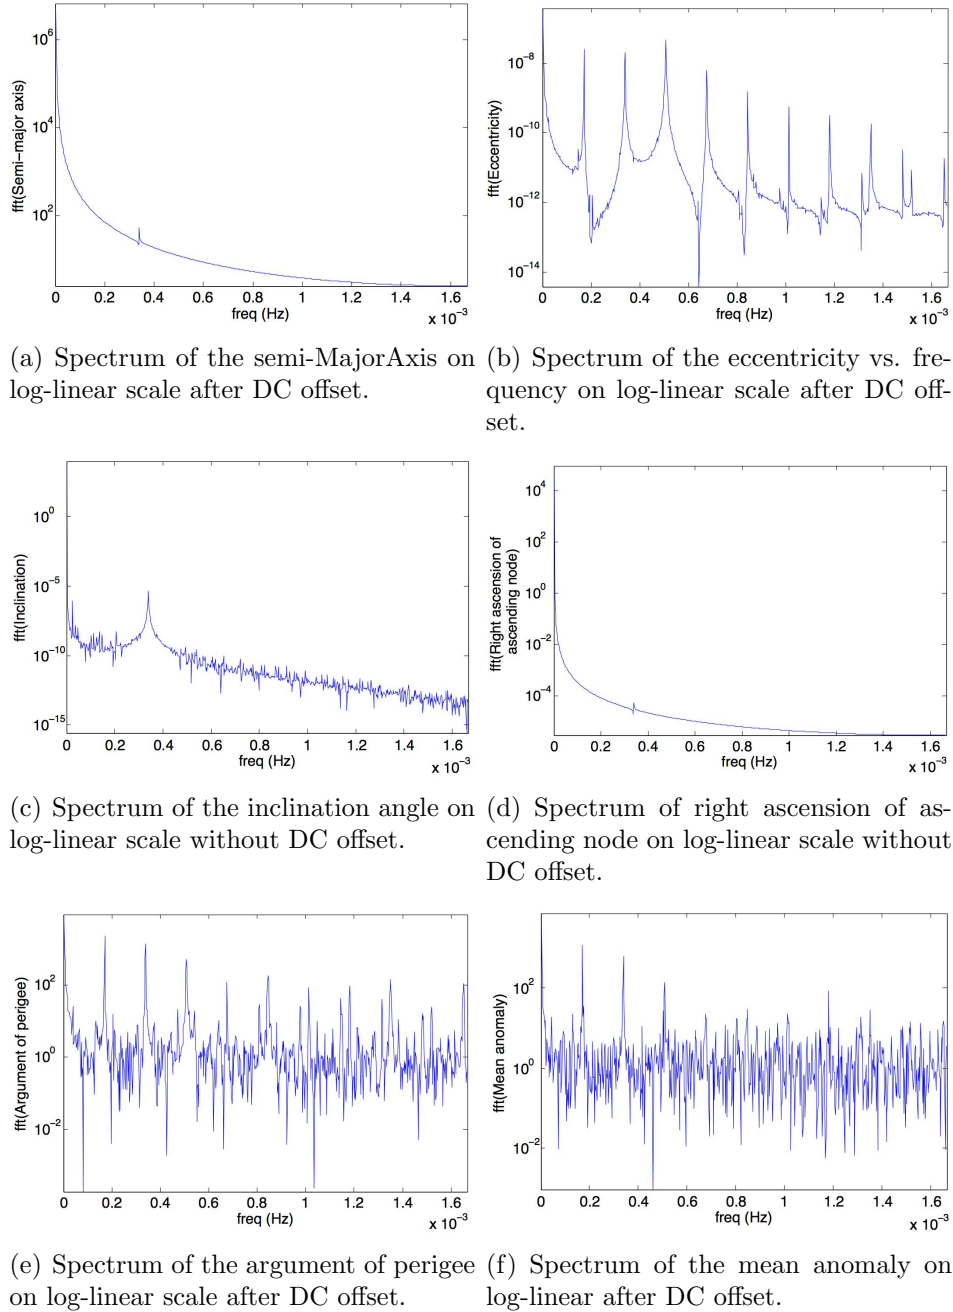 fft(Semi−major axis)
10^6
10^4
10^2
0 0.2 0.4 0.6 0.8 1 1.2 1.4 1.6
freq (Hz)
x 10^−3
fft(Eccentricity)
10^−8
10^−10
10^−12
10^−14
0 0.2 0.4 0.6 0.8 1 1.2 1.4 1.6
freq (Hz)
x 10^−3
(a) Spectrum of the semi-MajorAxis on
log-linear scale after DC offset.
(b) Spectrum of the eccentricity vs. fre-
quency on log-linear scale after DC off-
set.
fft(Inclination)
10^0
10^−5
10^−10
10^−15
0 0.2 0.4 0.6 0.8 1 1.2 1.4 1.6
freq (Hz)
x 10^−3
fft(Right ascension of
ascending node)
10^4
10^2
10^0
10^−2
10^−4
0 0.2 0.4 0.6 0.8 1 1.2 1.4 1.6
freq (Hz)
x 10^−3
(c) Spectrum of the inclination angle on
log-linear scale without DC offset.
(d) Spectrum of right ascension of as-
cending node on log-linear scale without
DC offset.
fft(Argument of perigee)
10^2
10^0
10^−2
0 0.2 0.4 0.6 0.8 1 1.2 1.4 1.6
freq (Hz)
x 10^−3
fft(Mean anomaly)
10^2
10^0
10^−2
0 0.2 0.4 0.6 0.8 1 1.2 1.4 1.6
freq (Hz)
x 10^−3
(e) Spectrum of the argument of perigee
on log-linear scale after DC offset.
(f) Spectrum of the mean anomaly on
log-linear after DC offset.